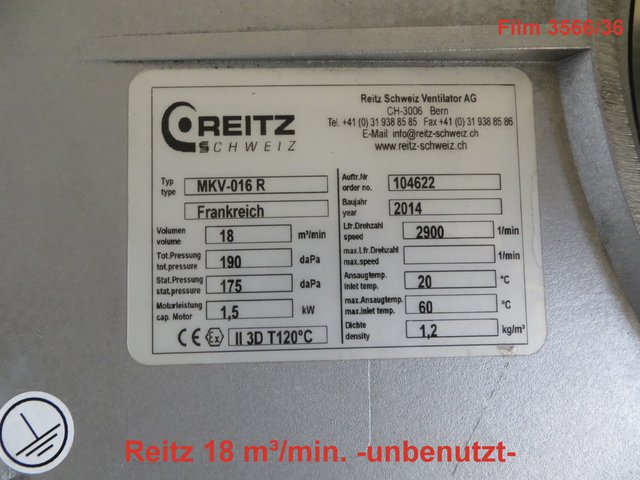 Film 3556/36
REITZ
SCHWEIZ
Reitz Schweiz Ventilator AG
CH-3006 Bern
Tel. +41 (0) 31 938 85 85 Fax +41 (0) 31 938 85 86
E-Mail: info@reitz-schweiz.ch
www.reitz-schweiz.ch
Typ
type
MKV-016 R
Frankreich
Volumen
volume
18 m³/min
Tot.Pressung
tot.pressure
190 daPa
Stat.Pressung
stat.pressure
175 daPa
Motorleistung
cap. Motor
1,5 kW
CE Ex II 3D T120°C
Auftr.Nr
order no.
104622
Baujahr
year
2014
Lfr.Drehzahl
speed
2900 1/min
max.Lfr.Drehzahl
max.speed
1/min
Ansaugtemp.
inlet temp.
20 °C
max.Ansaugtemp.
max.inlet temp.
60 °C
Dichte
density
1,2 kg/m³
Reitz 18 m³/min. -unbenutzt-